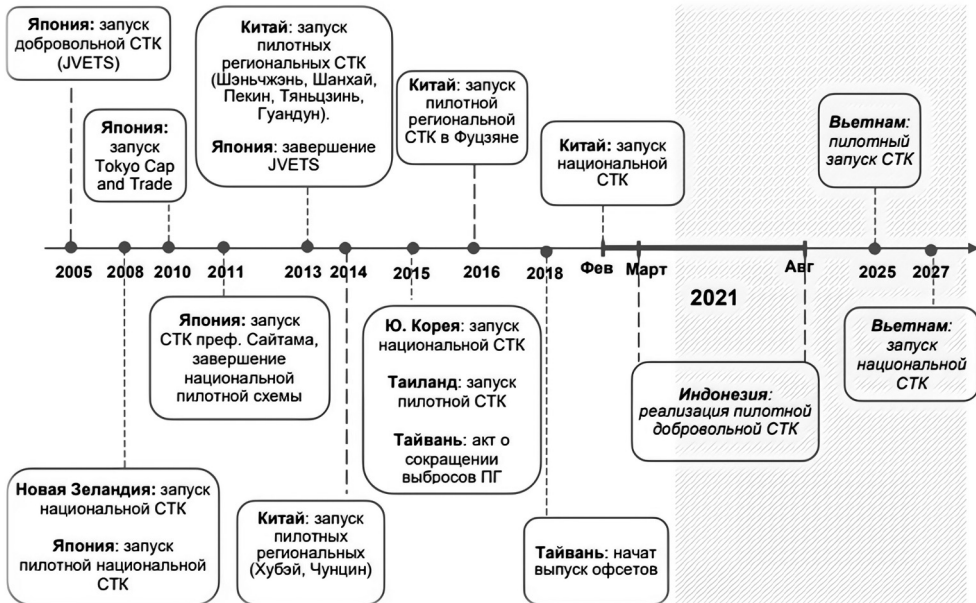 Япония: запуск
добровольной СТК
(JVETS)
Япония:
запуск
Tokyo Cap
and Trade
Китай: запуск
пилотных
региональных СТК
(Шэньчжэнь, Шанхай,
Пекин, Тяньцзинь,
Гуандун).
Япония: завершение
JVETS
Китай: запуск
пилотной
региональной
СТК в Фуцзяне
Китай: запуск
национальной
СТК
Вьетнам:
пилотный
запуск СТК
2005
2008
2010
2011
2013
2014
2015
2016
2018
Фев
Март
Авг
2025
2027
2021
Новая Зеландия: запуск
национальной СТК
Япония: запуск
пилотной национальной
СТК
Япония: запуск
СТК преф. Сайтама,
завершение
национальной
пилотной схемы
Китай: запуск
пилотных
региональных
(Хубэй, Чунцин)
Ю. Корея: запуск
национальной СТК
Таиланд: запуск
пилотной СТК
Тайвань: акт о
сокращении
выбросов ПГ
Тайвань: начат
выпуск офсетов
Индонезия:
реализация пилотной
добровольной СТК
Вьетнам:
запуск
национальной
СТК